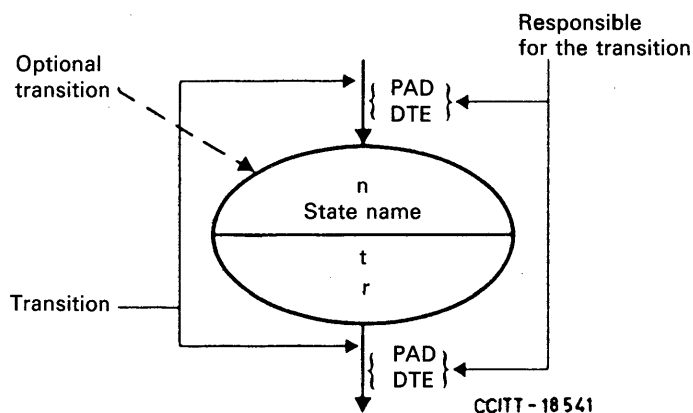 Responsible
for the transition
Optional
transition
{ PAD }
{ DTE }
n
State name
t
r
Transition
{ PAD }
{ DTE }
CCITT - 18 541